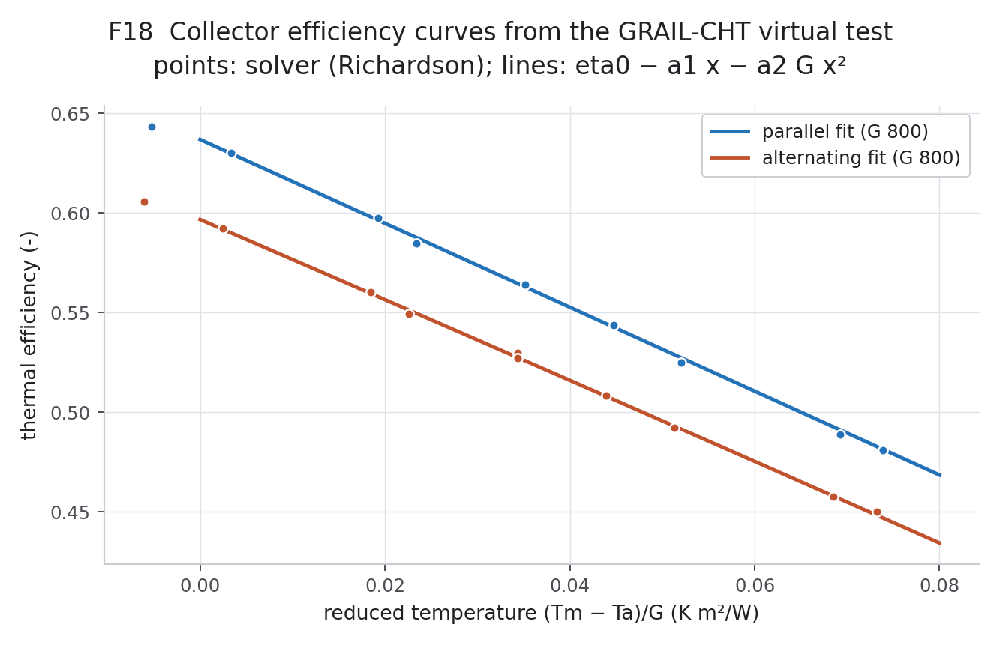 F18  Collector efficiency curves from the GRAIL-CHT virtual test
points: solver (Richardson); lines: eta0 − a1 x − a2 G x²
parallel fit (G 800)
alternating fit (G 800)
thermal efficiency (-)
0.65
0.60
0.55
0.50
0.45
0.00
0.02
0.04
0.06
0.08
reduced temperature (Tm − Ta)/G (K m²/W)